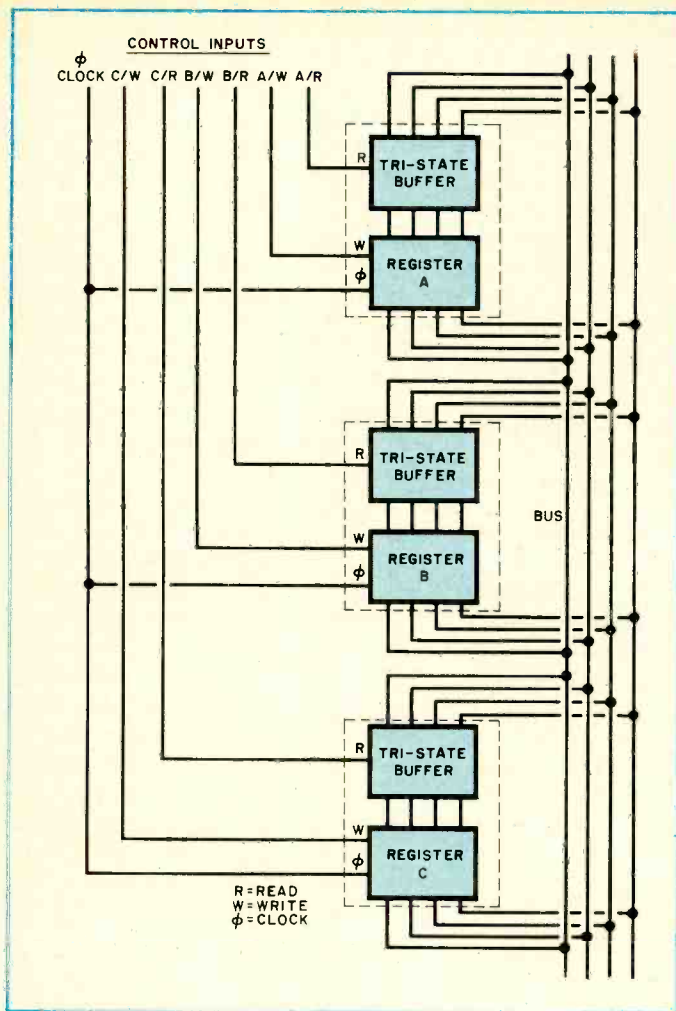 CONTROL INPUTS
ϕ
CLOCK C/W C/R B/W B/R A/W A/R
R
TRI-STATE
BUFFER
W
REGISTER
ϕ
A
R
TRI-STATE
BUFFER
BUS
W
REGISTER
ϕ
B
R
TRI-STATE
BUFFER
W
REGISTER
ϕ
C
R=READ
W=WRITE
ϕ=CLOCK